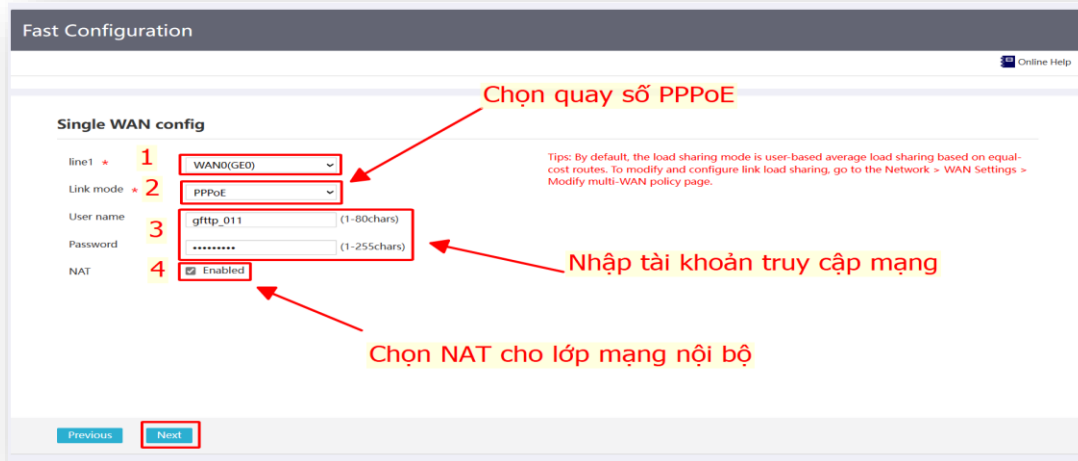 Fast Configuration
Online Help
Chọn quay số PPPoE
Single WAN config
line1 * 1 WAN0(GE0)
Tips: By default, the load sharing mode is user-based average load sharing based on equal-
cost routes. To modify and configure link load sharing, go to the Network > WAN Settings >
Modify multi-WAN policy page.
Link mode * 2 PPPoE
User name gfttp_011 (1-80chars)
3
Password ••••••••• (1-255chars)
Nhập tài khoản truy cập mạng
NAT 4 Enabled
Chọn NAT cho lớp mạng nội bộ
Previous Next